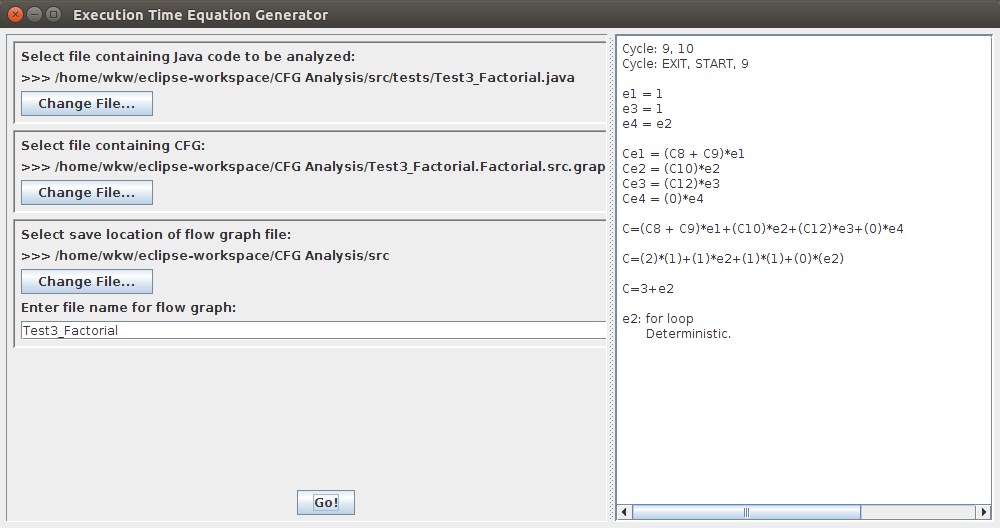 Execution Time Equation Generator
Select file containing Java code to be analyzed:
>>> /home/wkw/eclipse-workspace/CFG Analysis/src/tests/Test3_Factorial.java
Change File...
Select file containing CFG:
>>> /home/wkw/eclipse-workspace/CFG Analysis/Test3_Factorial.Factorial.src.grap
Change File...
Select save location of flow graph file:
>>> /home/wkw/eclipse-workspace/CFG Analysis/src
Change File...
Enter file name for flow graph:
Test3_Factorial
Go!
Cycle: 9, 10
Cycle: EXIT, START, 9
e1 = 1
e3 = 1
e4 = e2
Ce1 = (C8 + C9)*e1
Ce2 = (C10)*e2
Ce3 = (C12)*e3
Ce4 = (0)*e4
C=(C8 + C9)*e1+(C10)*e2+(C12)*e3+(0)*e4
C=(2)*(1)+(1)*e2+(1)*(1)+(0)*(e2)
C=3+e2
e2: for loop
Deterministic.